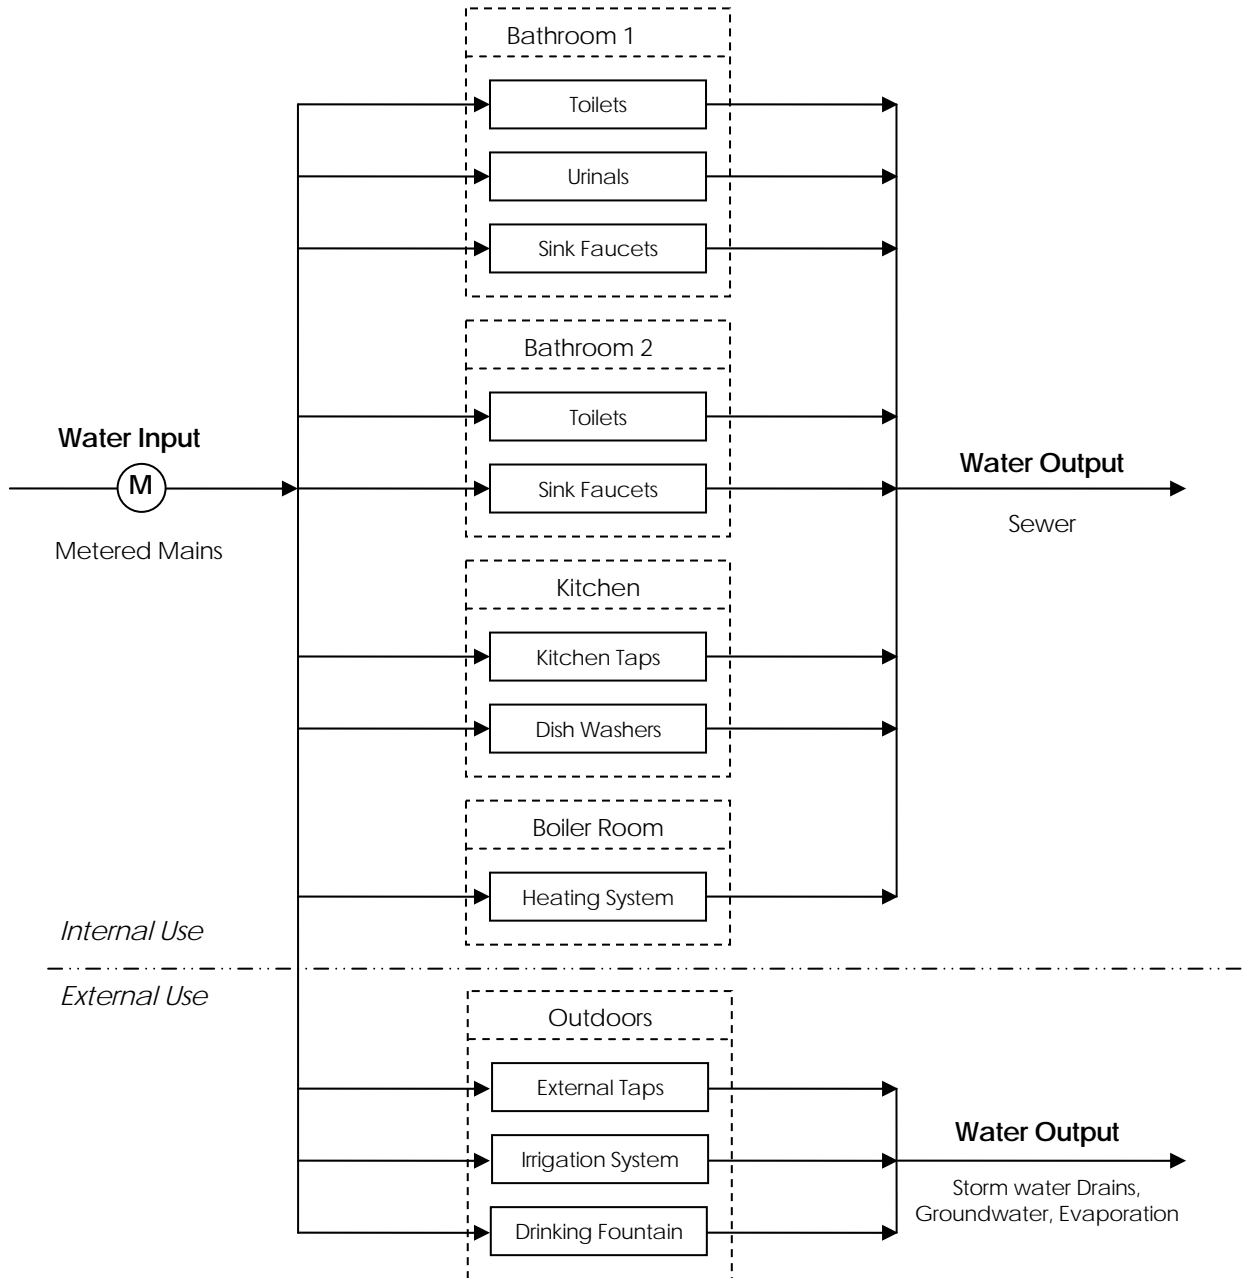 Bathroom 1
Toilets
Urinals
Sink Faucets
Bathroom 2
Toilets
Sink Faucets
Water Input
M
Metered Mains
Water Output
Sewer
Kitchen
Kitchen Taps
Dish Washers
Boiler Room
Heating System
Internal Use
External Use
Outdoors
External Taps
Irrigation System
Drinking Fountain
Water Output
Storm water Drains,
Groundwater, Evaporation